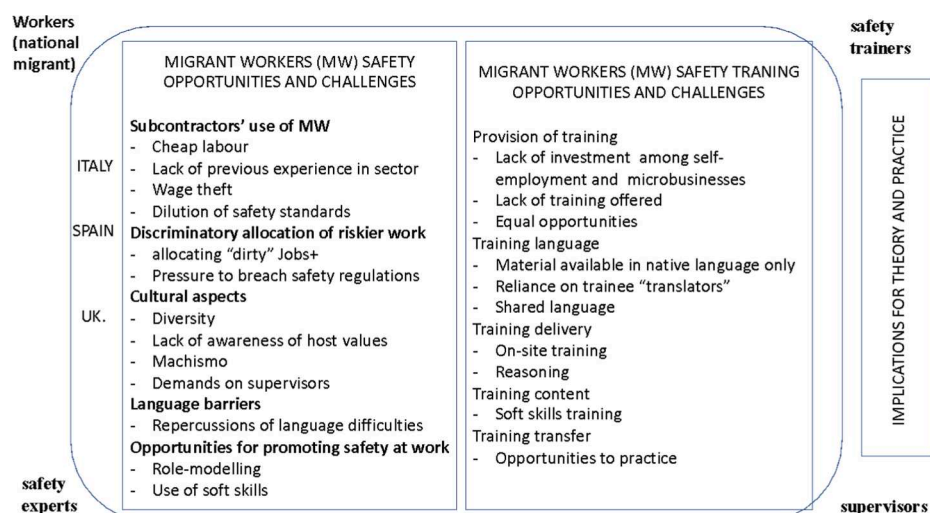 Workers
(national
migrant)
safety
trainers
ITALY
SPAIN
UK.
MIGRANT WORKERS (MW) SAFETY
OPPORTUNITIES AND CHALLENGES
Subcontractors' use of MW
- Cheap labour
- Lack of previous experience in sector
- Wage theft
- Dilution of safety standards
Discriminatory allocation of riskier work
- allocating "dirty" Jobs+
- Pressure to breach safety regulations
Cultural aspects
- Diversity
- Lack of awareness of host values
- Machismo
- Demands on supervisors
Language barriers
- Repercussions of language difficulties
Opportunities for promoting safety at work
- Role-modelling
- Use of soft skills
MIGRANT WORKERS (MW) SAFETY TRANING
OPPORTUNITIES AND CHALLENGES
Provision of training
- Lack of investment among self-
employment and microbusinesses
- Lack of training offered
- Equal opportunities
Training language
- Material available in native language only
- Reliance on trainee "translators"
- Shared language
Training delivery
- On-site training
- Reasoning
Training content
- Soft skills training
Training transfer
- Opportunities to practice
IMPLICATIONS FOR THEORY AND PRACTICE
safety
experts
supervisors